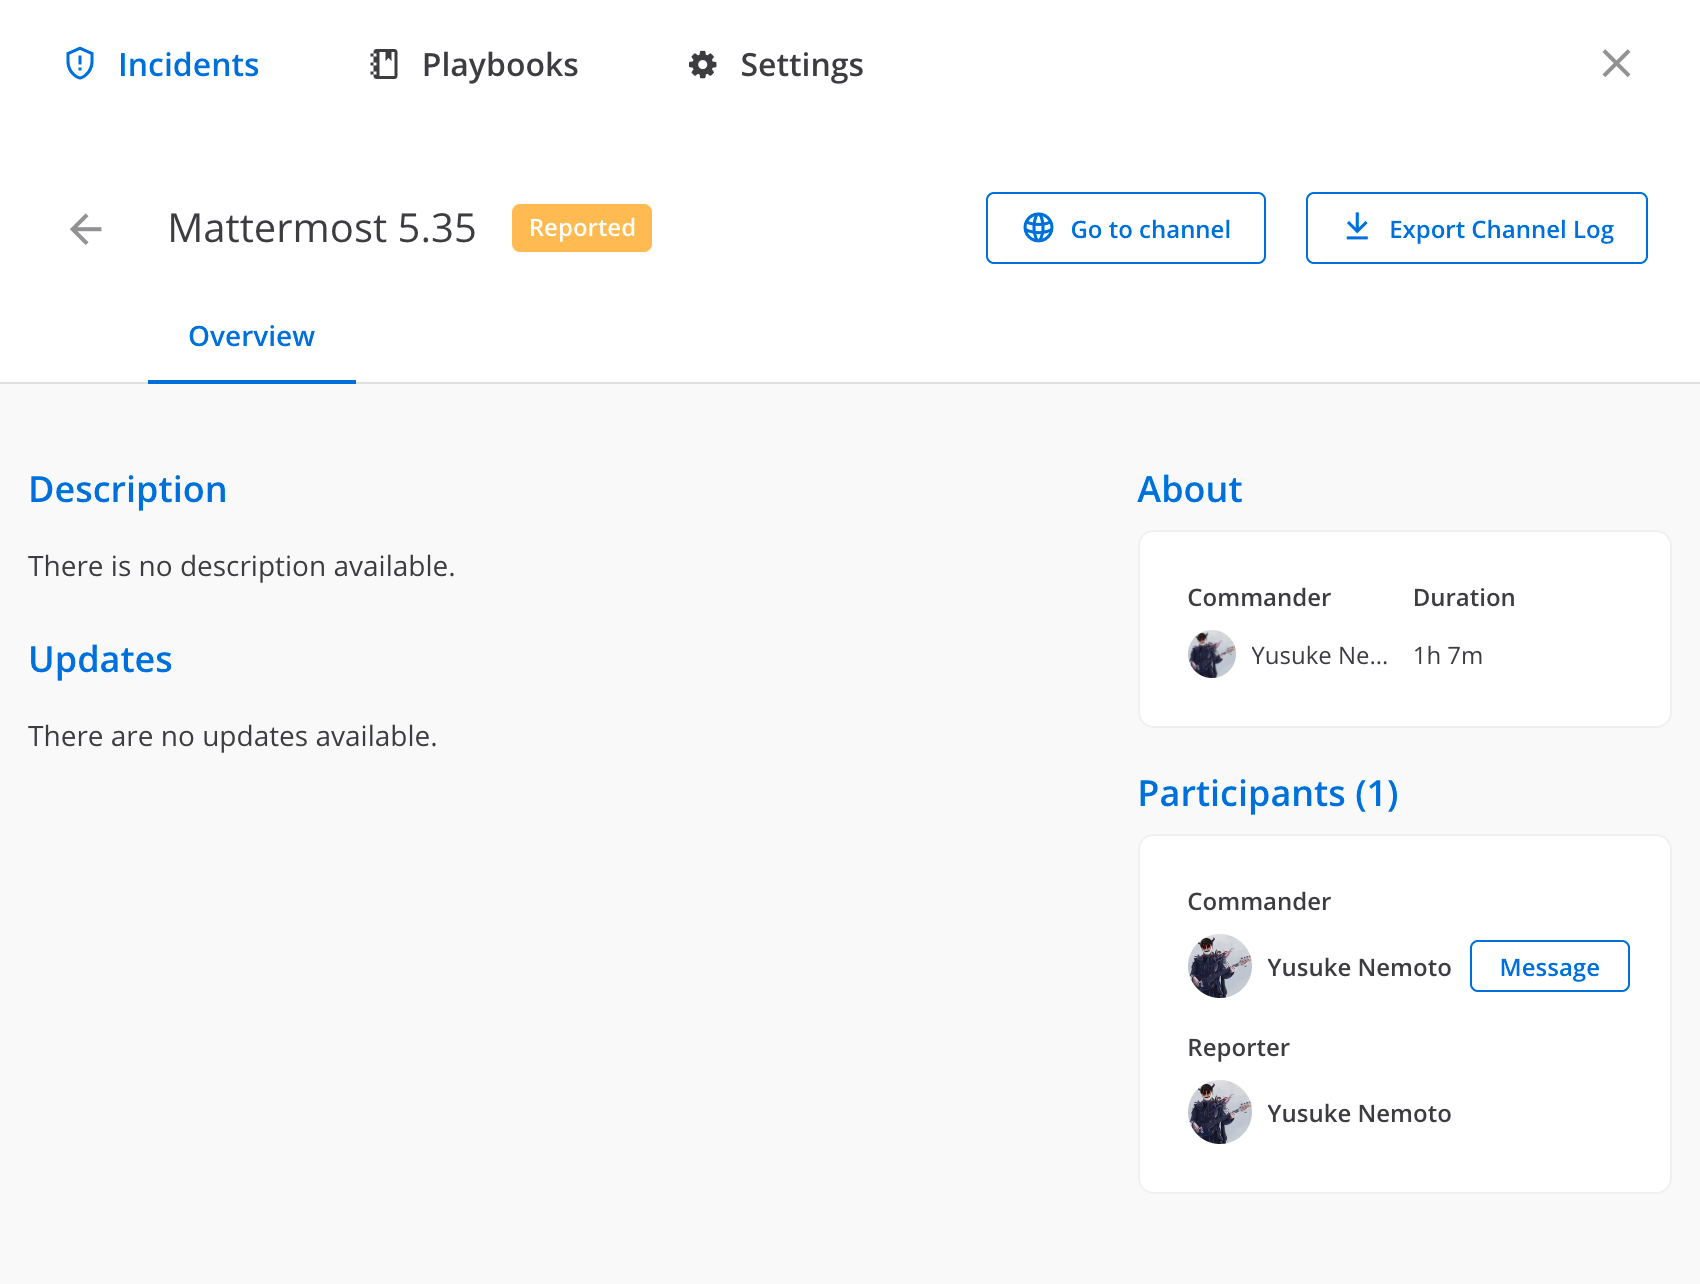 Incidents
Playbooks
Settings
Mattermost 5.35
Reported
Go to channel
Export Channel Log
Overview
Description
There is no description available.
Updates
There are no updates available.
About
Commander
Duration
Yusuke Ne...
1h 7m
Participants (1)
Commander
Yusuke Nemoto
Message
Reporter
Yusuke Nemoto